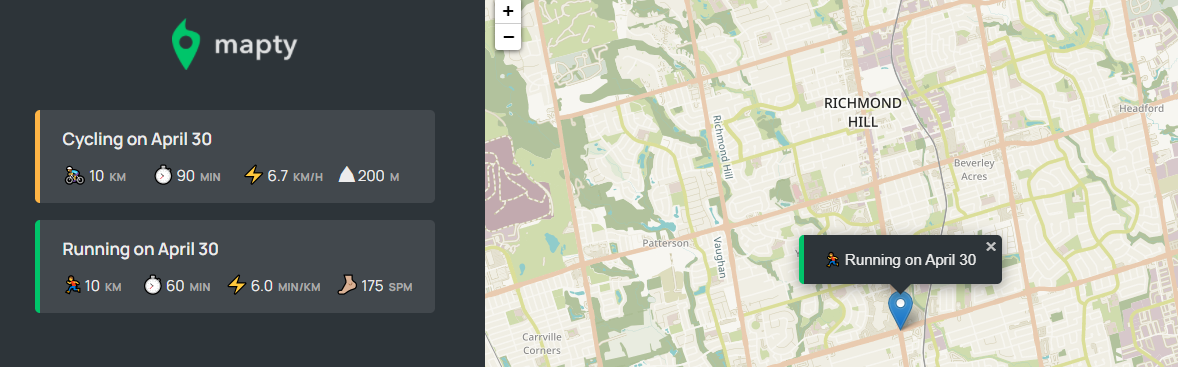 mapty
Cycling on April 30
10 KM 90 MIN 6.7 KM/H 200 M
Running on April 30
10 KM 60 MIN 6.0 MIN/KM 175 SPM
+
−
RICHMOND
HILL
Headford
Richmond Hill
Beverley
Acres
Patterson
Vaughan
×
Running on April 30
Carrville
Corners